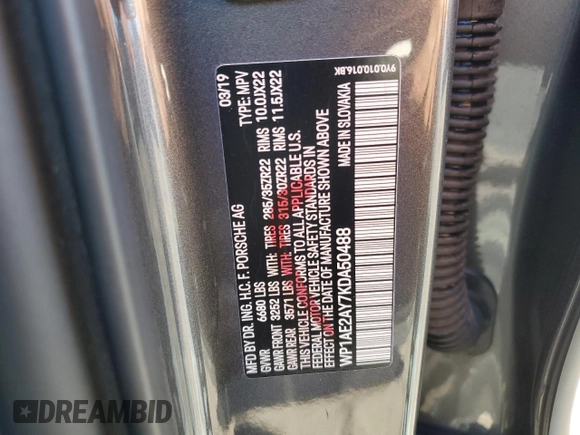 MFD BY DR. ING. H.C. F. PORSCHE AG 03/19
GVWR 6680 LBS TYPE: MPV
GAWR FRONT 3252 LBS WITH: TIRES 285/35ZR22 RIMS 10.0JX22
GAWR REAR 3571 LBS WITH: TIRES 315/30ZR22 RIMS 11.5JX22
THIS VEHICLE CONFORMS TO ALL APPLICABLE U.S.
FEDERAL MOTOR VEHICLE SAFETY STANDARDS IN
EFFECT ON THE DATE OF MANUFACTURE SHOWN ABOVE
WP1AE2AY7KDA50488 MADE IN SLOVAKIA
9Y0.010.016.BK
DREAMBID